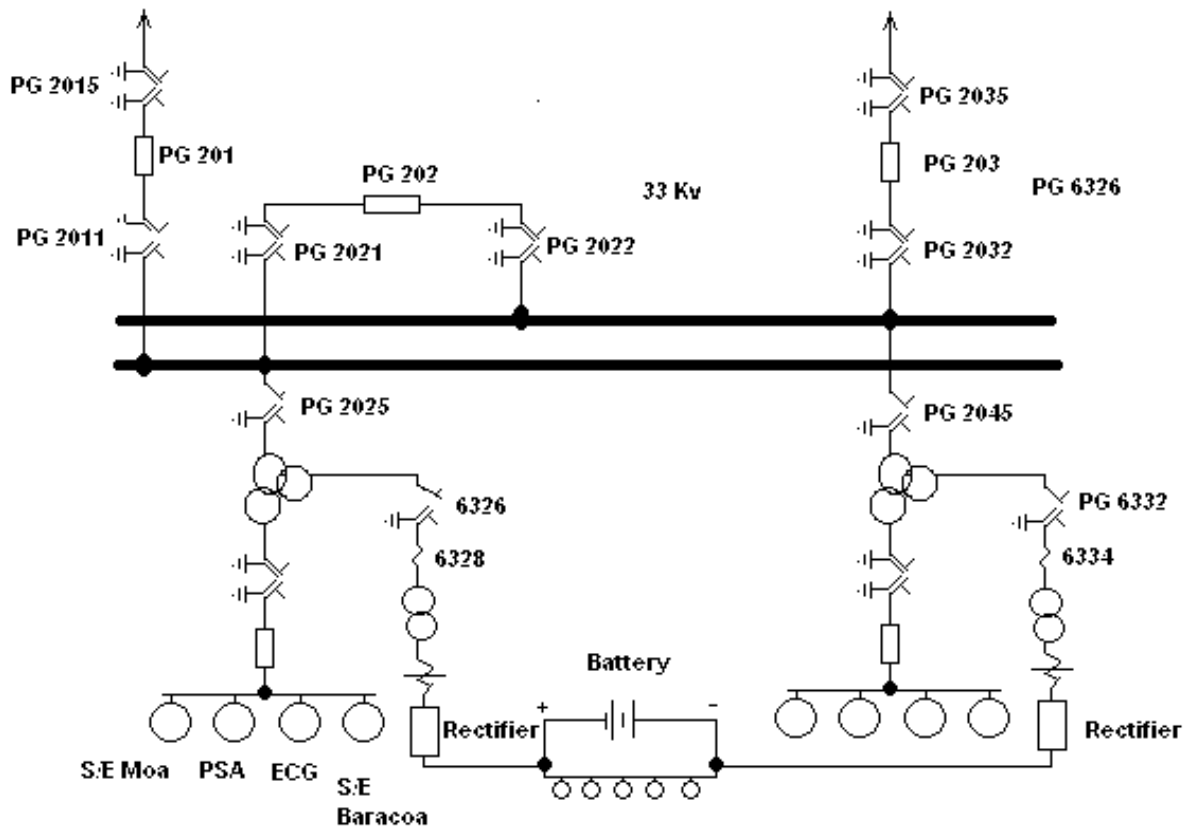 PG 2015
PG 2035
PG 201
PG 203
PG 202
33 Kv
PG 6326
PG 2011
PG 2021
PG 2022
PG 2032
PG 2025
PG 2045
6326
PG 6332
6328
6334
Battery
+
-
Rectifier
Rectifier
S/E Moa
PSA
ECG
S/E
Baracoa